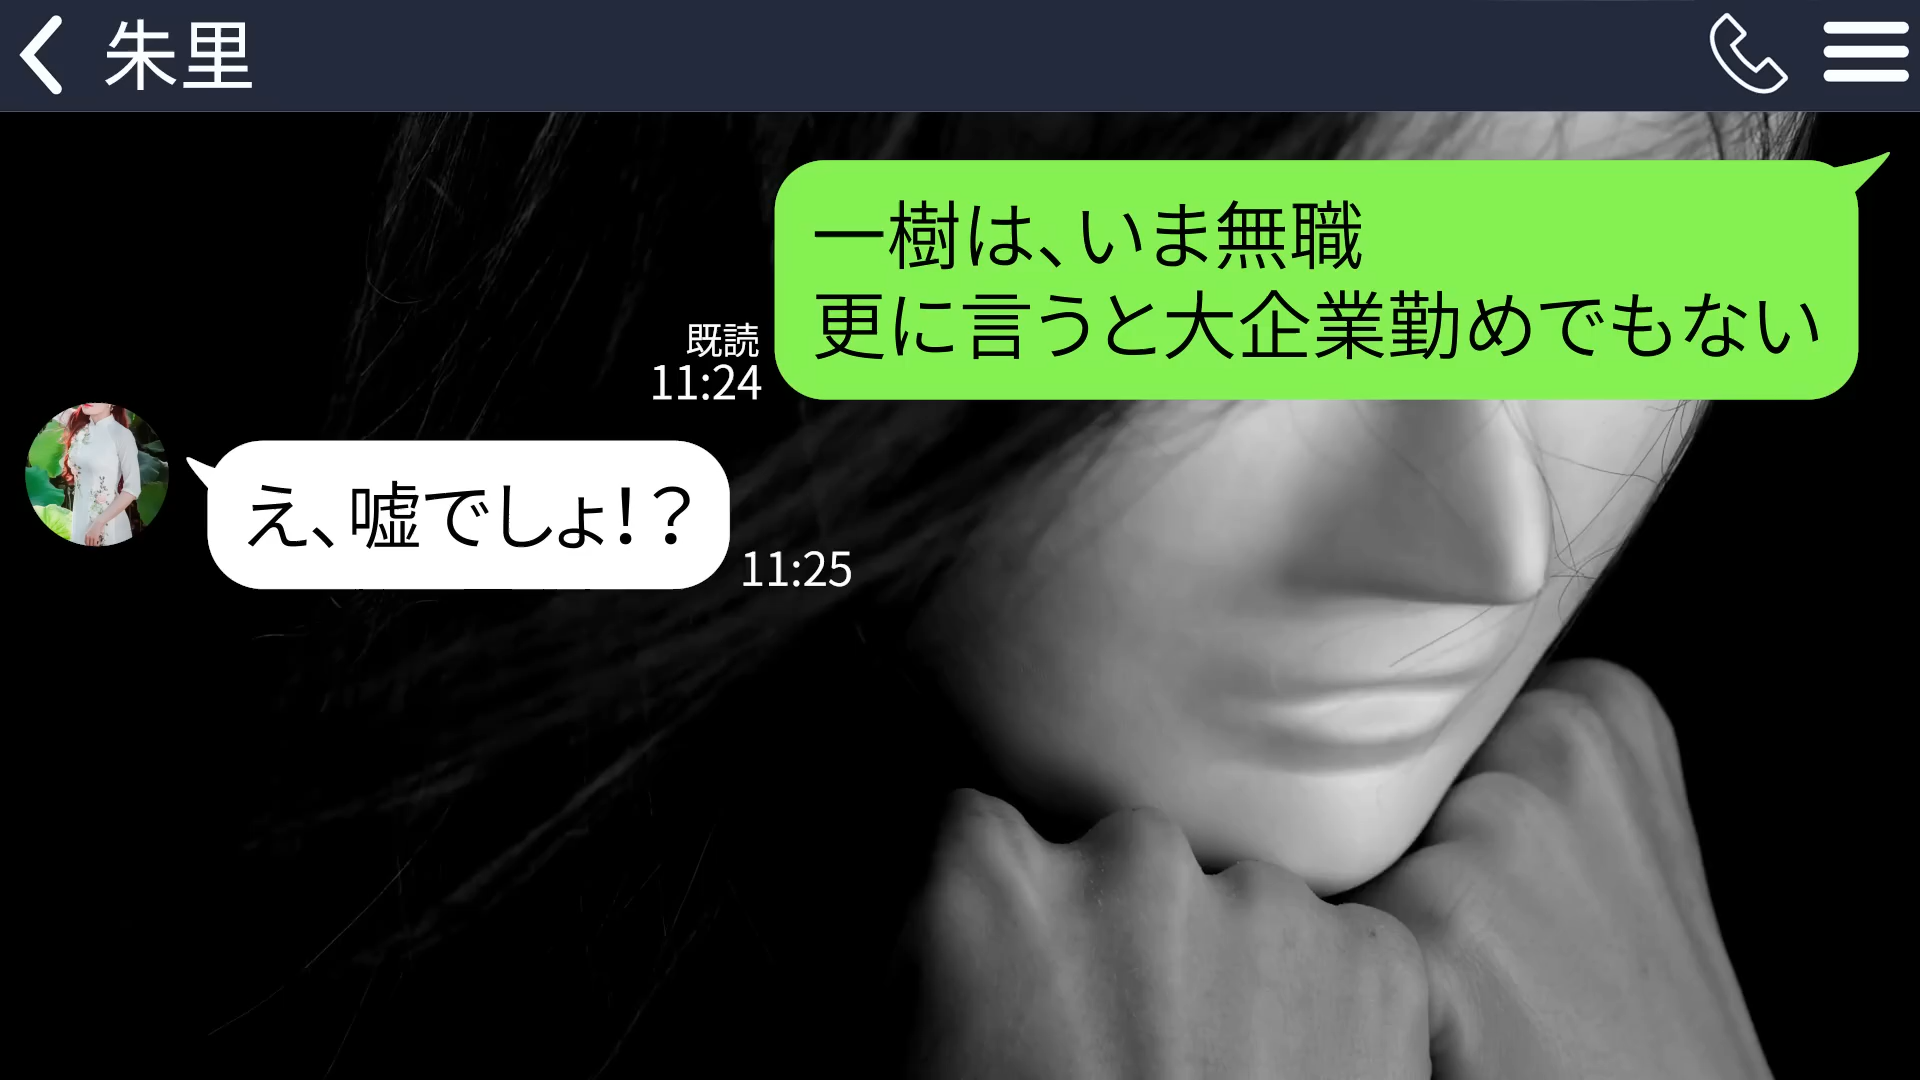 朱里
一樹は、いま無職
更に言うと大企業勤めでもない
既読
11:24
え、嘘でしょ!?
11:25